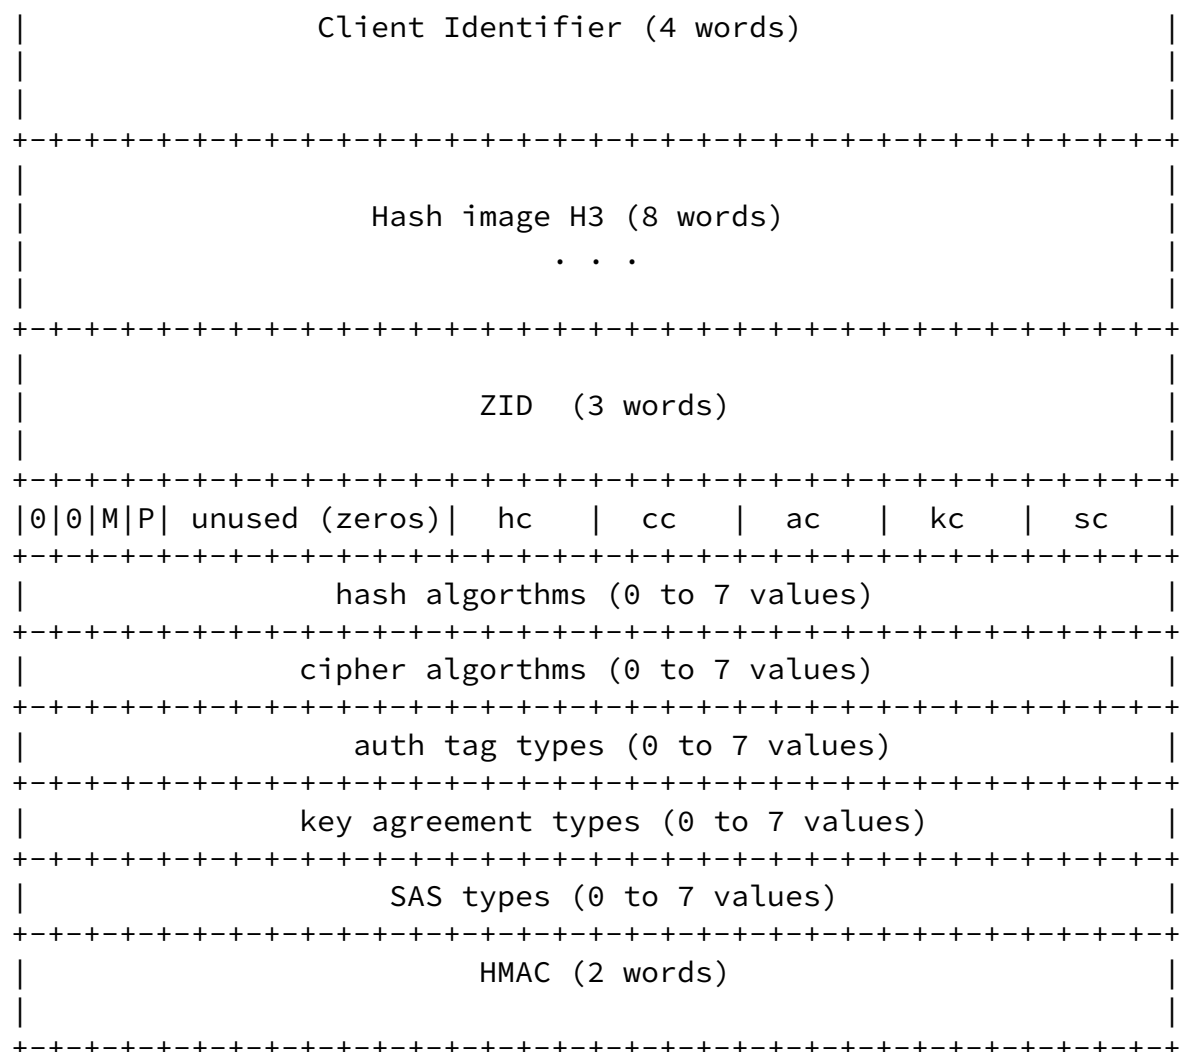 | Client Identifier (4 words) |
| |
| |
+-+-+-+-+-+-+-+-+-+-+-+-+-+-+-+-+-+-+-+-+-+-+-+-+-+-+-+-+-+-+-+-+
| |
| Hash image H3 (8 words) |
| . . . |
| |
+-+-+-+-+-+-+-+-+-+-+-+-+-+-+-+-+-+-+-+-+-+-+-+-+-+-+-+-+-+-+-+-+
| |
| ZID (3 words) |
| |
+-+-+-+-+-+-+-+-+-+-+-+-+-+-+-+-+-+-+-+-+-+-+-+-+-+-+-+-+-+-+-+-+
|0|0|M|P| unused (zeros)| hc | cc | ac | kc | sc |
+-+-+-+-+-+-+-+-+-+-+-+-+-+-+-+-+-+-+-+-+-+-+-+-+-+-+-+-+-+-+-+-+
| hash algorthms (0 to 7 values) |
+-+-+-+-+-+-+-+-+-+-+-+-+-+-+-+-+-+-+-+-+-+-+-+-+-+-+-+-+-+-+-+-+
| cipher algorthms (0 to 7 values) |
+-+-+-+-+-+-+-+-+-+-+-+-+-+-+-+-+-+-+-+-+-+-+-+-+-+-+-+-+-+-+-+-+
| auth tag types (0 to 7 values) |
+-+-+-+-+-+-+-+-+-+-+-+-+-+-+-+-+-+-+-+-+-+-+-+-+-+-+-+-+-+-+-+-+
| key agreement types (0 to 7 values) |
+-+-+-+-+-+-+-+-+-+-+-+-+-+-+-+-+-+-+-+-+-+-+-+-+-+-+-+-+-+-+-+-+
| SAS types (0 to 7 values) |
+-+-+-+-+-+-+-+-+-+-+-+-+-+-+-+-+-+-+-+-+-+-+-+-+-+-+-+-+-+-+-+-+
| HMAC (2 words) |
| |
+-+-+-+-+-+-+-+-+-+-+-+-+-+-+-+-+-+-+-+-+-+-+-+-+-+-+-+-+-+-+-+-+